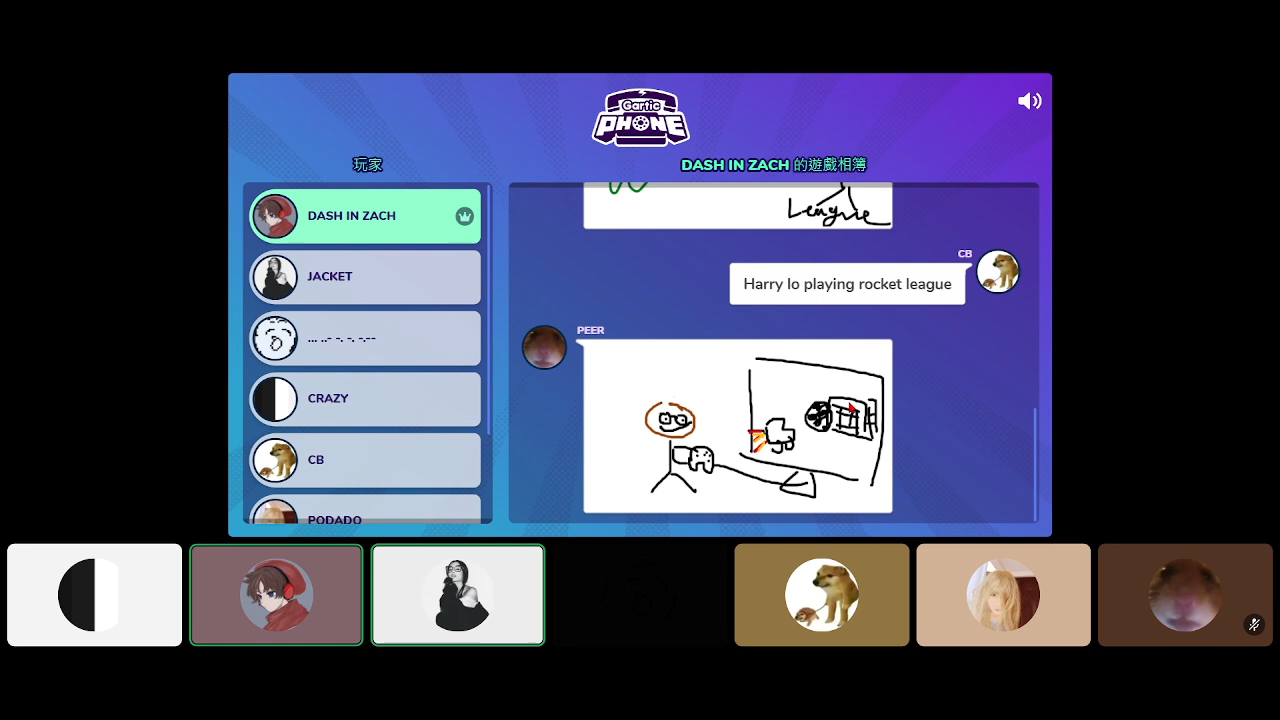 Gartic
PHONE
玩家
DASH IN ZACH 的遊戲相簿
DASH IN ZACH
JACKET
... ..- -. -. -.--
CRAZY
CB
PODADO
League
CB
Harry lo playing rocket league
PEER